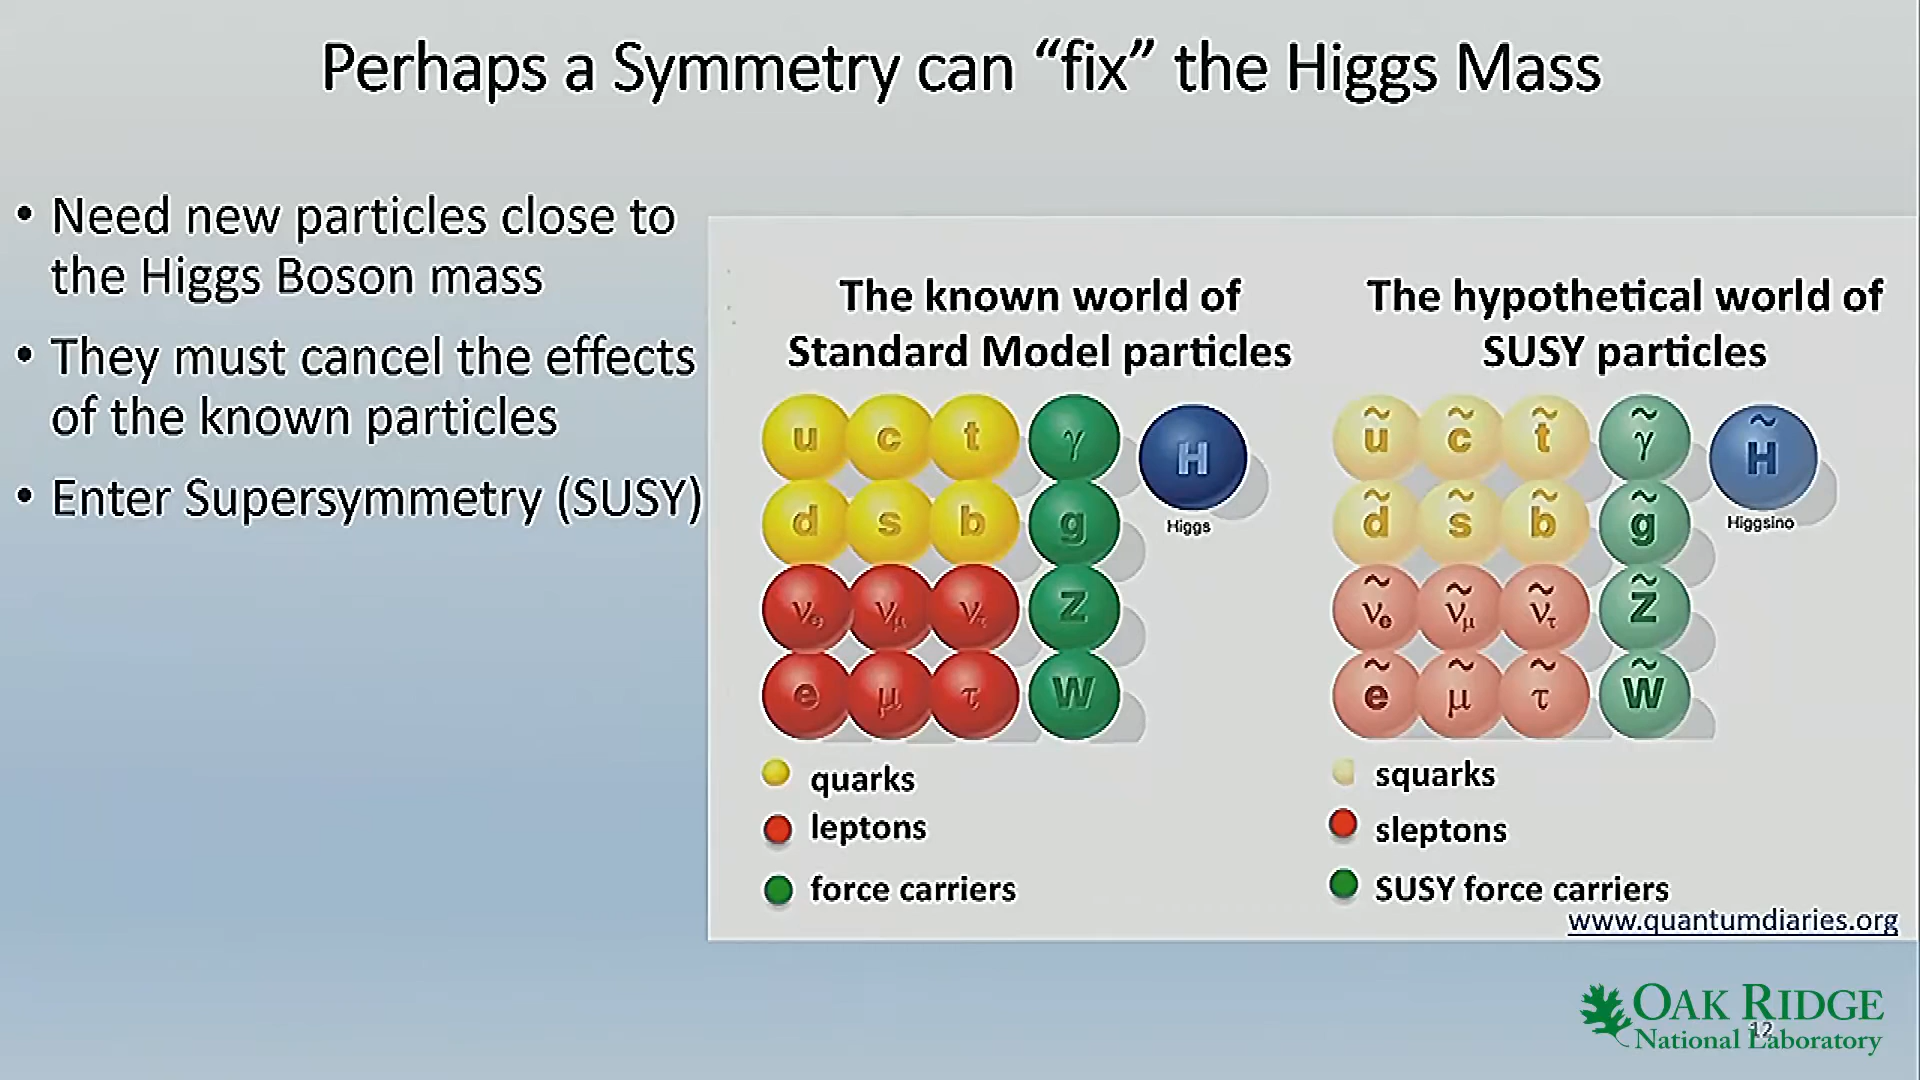 Perhaps a Symmetry can “fix” the Higgs Mass
• Need new particles close to
the Higgs Boson mass
• They must cancel the effects
of the known particles
• Enter Supersymmetry (SUSY)
The known world of
Standard Model particles
u c t γ H
Higgs
d s b g
νe νμ ντ Z
e μ τ W
quarks
leptons
force carriers
The hypothetical world of
SUSY particles
ũ c̃ t̃ γ̃ H̃
Higgsino
d̃ s̃ b̃ g̃
ν̃e ν̃μ ν̃τ Z̃
ẽ μ̃ τ̃ W̃
squarks
sleptons
SUSY force carriers
www.quantumdiaries.org
OAK RIDGE
National Laboratory
12